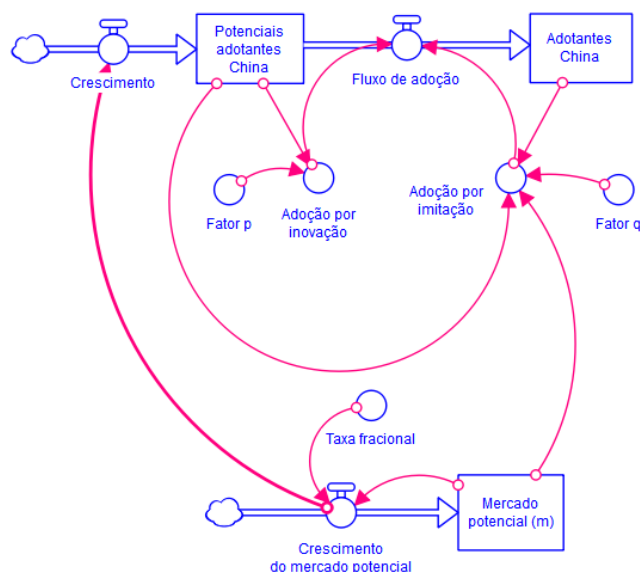 Potenciais
adotantes
China
Adotantes
China
Crescimento
Fluxo de adoção
Fator p
Adoção por
inovação
Adoção por
imitação
Fator q
Taxa fracional
Mercado
potencial (m)
Crescimento
do mercado potencial